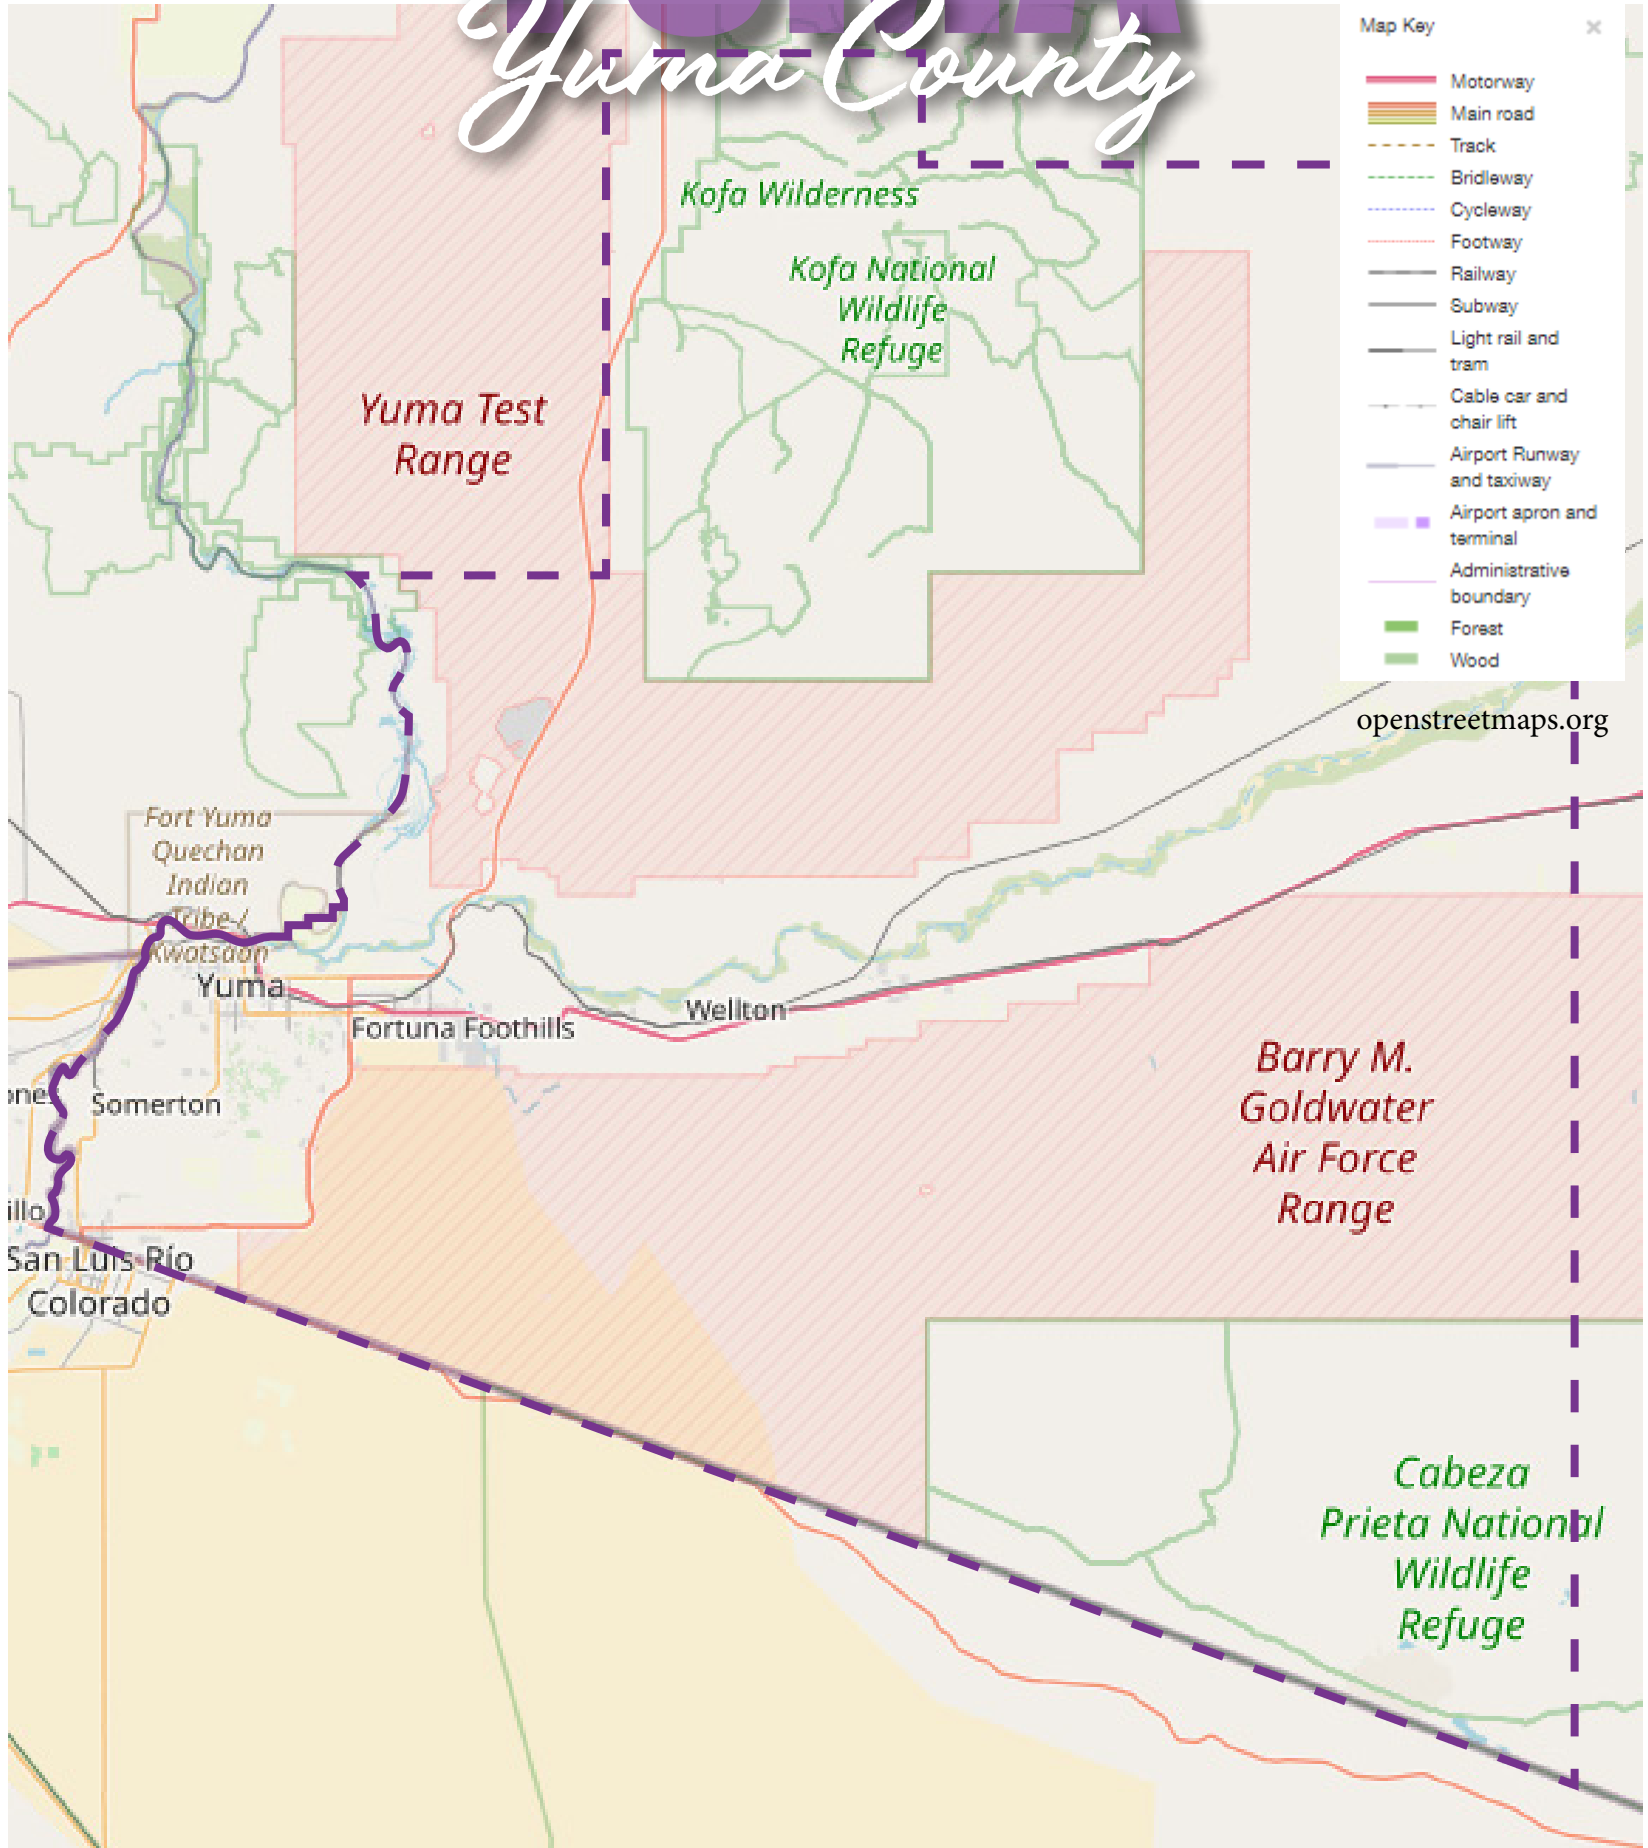 Yuma County
Map Key
Motorway
Main road
Track
Bridleway
Cycleway
Footway
Railway
Subway
Light rail and
tram
Cable car and
chair lift
Airport Runway
and taxiway
Airport apron and
terminal
Administrative
boundary
Forest
Wood
openstreetmaps.org
Kofa Wilderness
Kofa National
Wildlife
Refuge
Yuma Test
Range
Fort Yuma
Quechan
Indian
Tribe-/
Kwatsáan
Yuma
Fortuna Foothills
Wellton
Somerton
San Luis Río
Colorado
Barry M.
Goldwater
Air Force
Range
Cabeza
Prieta National
Wildlife
Refuge